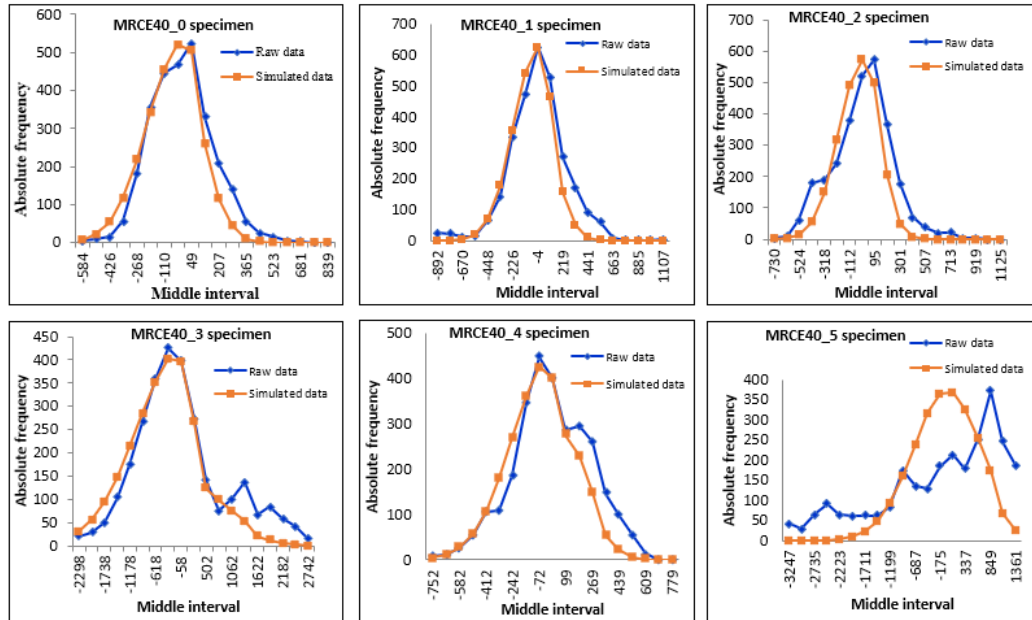 MRCE40_0 specimen
Absolute frequency
600
500
400
300
200
100
0
Raw data
Simulated data
-584 -426 -268 -110 49 207 365 523 681 839
Middle interval
MRCE40_1 specimen
Absolute frequency
700
600
500
400
300
200
100
0
Raw data
Simulated data
-892 -670 -448 -226 -4 219 441 663 885 1107
Middle interval
MRCE40_2 specimen
Absolute frequency
700
600
500
400
300
200
100
0
Raw data
Simulated data
-730 -524 -318 -112 95 301 507 713 919 1125
Middle interval
MRCE40_3 specimen
Absolute frequency
450
400
350
300
250
200
150
100
50
0
Raw data
Simulated data
-2298 -1738 -1178 -618 -58 502 1062 1622 2182 2742
Middle interval
MRCE40_4 specimen
Absolute frequency
500
400
300
200
100
0
Raw data
Simulated data
-752 -582 -412 -242 -72 99 269 439 609 779
Middle interval
MRCE40_5 specimen
Absolute frequency
400
350
300
250
200
150
100
50
0
Raw data
Simulated data
-3247 -2735 -2223 -1711 -1199 -687 -175 337 849 1361
Middle interval